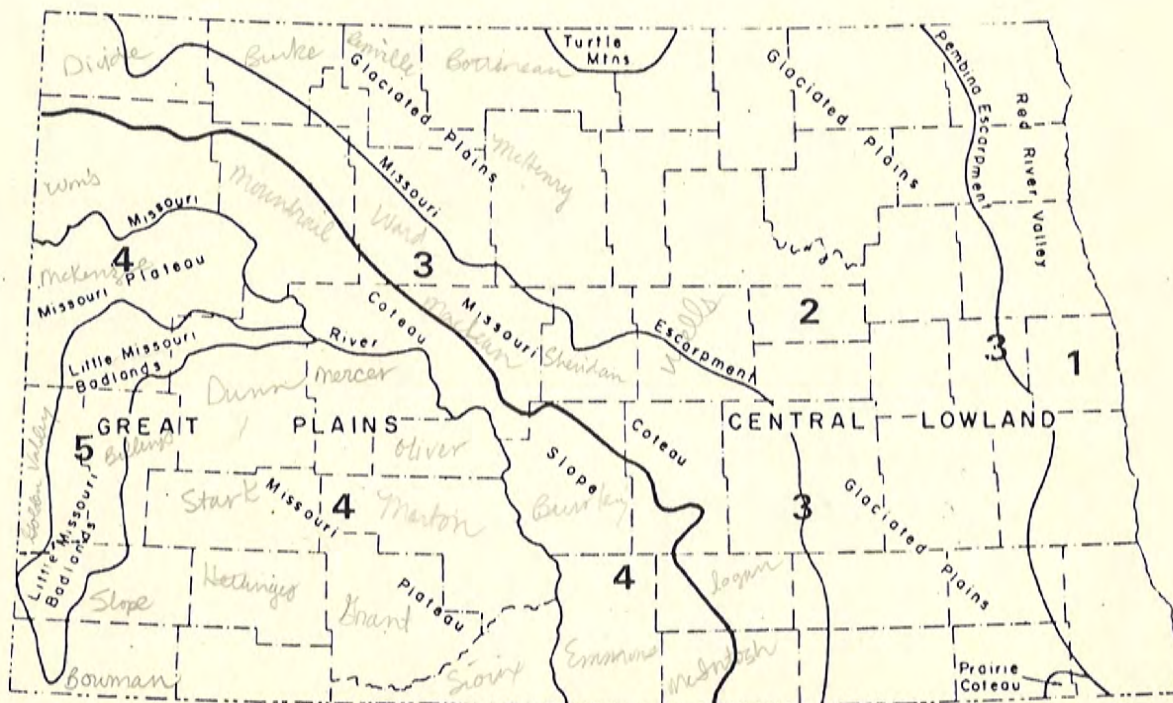 Divide
Burke
Renville
Bottineau
Turtle
Mtns
Glaciated Plains
Glaciated Plains
Pembina Escarpment
Red River Valley
Wm's
Missouri
Mountrail
Ward
McHenry
McKenzie
4
Missouri Plateau
3
Missouri
Escarpment
2
Coteau
Missouri
Coteau
Sheridan
Wells
3
1
Little Missouri
Badlands
River
Dunn
Mercer
GREAT PLAINS
CENTRAL LOWLAND
Golden Valley
5
Billings
Oliver
Slope
Stark
Missouri
4
Plateau
Morton
3
Glaciated Plains
Little Missouri
Badlands
Slope
Hettinger
Grant
4
Logan
Bowman
Sioux
Emmons
McIntosh
Prairie
Coteau